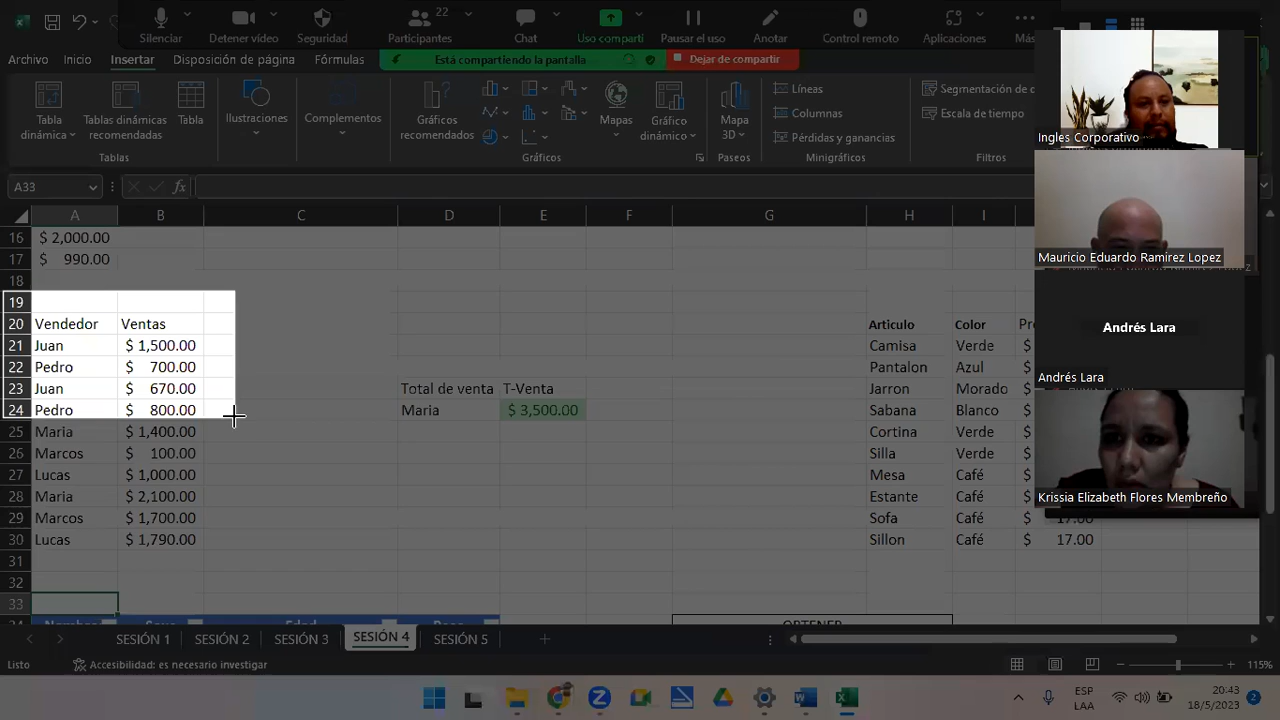 22
Silenciar
Detener vídeo
Seguridad
Participantes
Chat
Uso comparti
Pausar el uso
Anotar
Control remoto
Aplicaciones
Más
Archivo
Inicio
Insertar
Disposición de página
Fórmulas
Está compartiendo la pantalla
Dejar de compartir
Tabla dinámica
Tablas dinámicas recomendadas
Tabla
Ilustraciones
Complementos
Gráficos recomendados
Mapas
Gráfico dinámico
Mapa 3D
Líneas
Columnas
Pérdidas y ganancias
Segmentación de d
Escala de tiempo
Tablas
Gráficos
Paseos
Minigráficos
Filtros
A33
fx
A B C D E F G H I
16 $ 2,000.00
17 $ 990.00
18
19
20 Vendedor Ventas Articulo Color Pr
21 Juan $ 1,500.00 Camisa Verde $
22 Pedro $ 700.00 Pantalon Azul $
23 Juan $ 670.00 Total de venta T-Venta Jarron Morado $
24 Pedro $ 800.00 Maria $ 3,500.00 Sabana Blanco $
25 Maria $ 1,400.00 Cortina Verde $
26 Marcos $ 100.00 Silla Verde $
27 Lucas $ 1,000.00 Mesa Café $
28 Maria $ 2,100.00 Estante Café $
29 Marcos $ 1,700.00 Sofa Café $ 17.00
30 Lucas $ 1,790.00 Sillon Café $ 17.00
31
32
33
Ingles Corporativo
Mauricio Eduardo Ramirez Lopez
Andrés Lara
Andrés Lara
Krissia Elizabeth Flores Membreño
SESIÓN 1
SESIÓN 2
SESIÓN 3
SESIÓN 4
SESIÓN 5
Listo
Accesibilidad: es necesario investigar
115%
ESP
LAA
20:43
18/5/2023
2